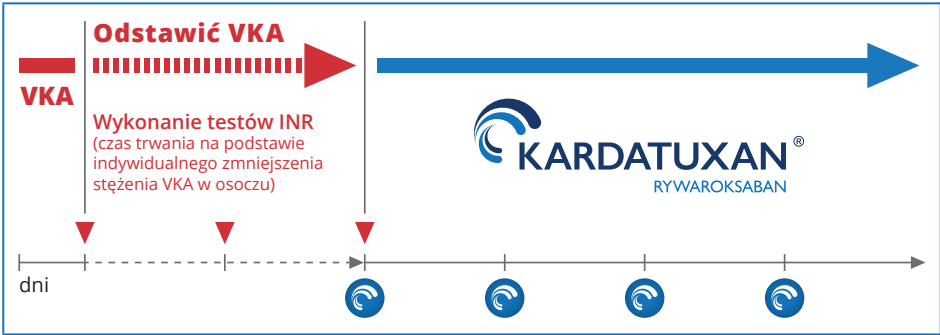 Odstawić VKA
VKA
Wykonanie testów INR
(czas trwania na podstawie
indywidualnego zmniejszenia
stężenia VKA w osoczu)
KARDATUXAN®
RYWAROKSABAN
dni